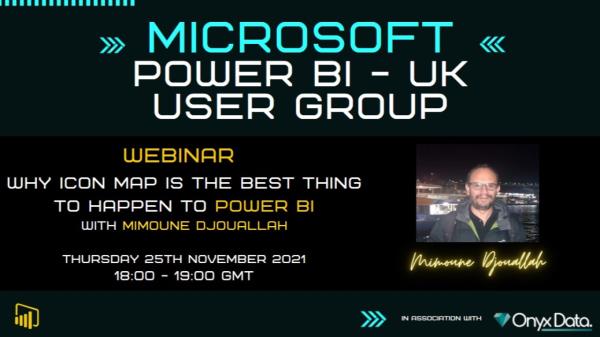 MICROSOFT
POWER BI - UK
USER GROUP
WEBINAR
WHY ICON MAP IS THE BEST THING
TO HAPPEN TO POWER BI
WITH MIMOUNE DJOUALLAH
THURSDAY 25TH NOVEMBER 2021
18:00 - 19:00 GMT
Mimoune Djouallah
IN ASSOCIATION WITH
Onyx Data.